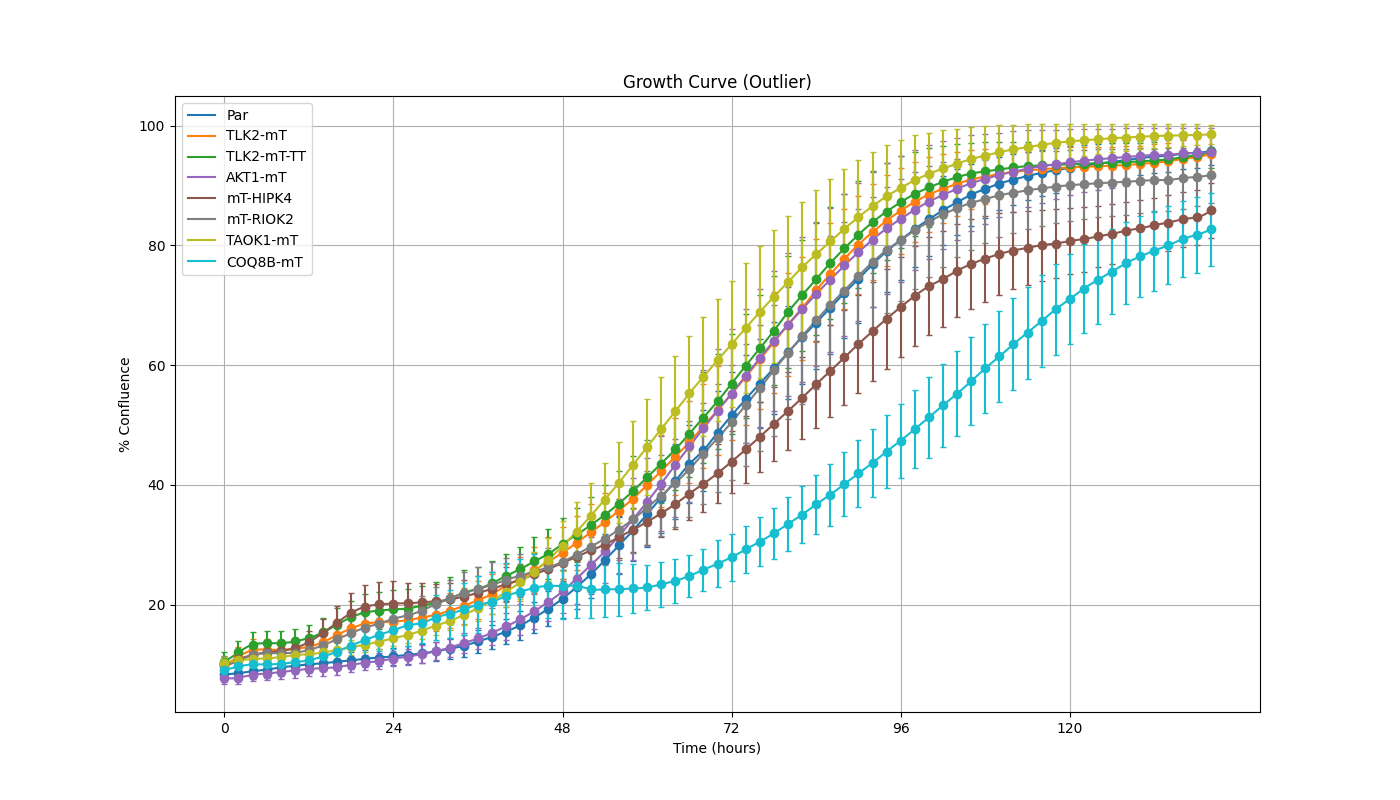 Growth Curve (Outlier)
Par
TLK2-mT
TLK2-mT-TT
AKT1-mT
mT-HIPK4
mT-RIOK2
TAOK1-mT
COQ8B-mT
% Confluence
100
80
60
40
20
0 24 48 72 96 120
Time (hours)